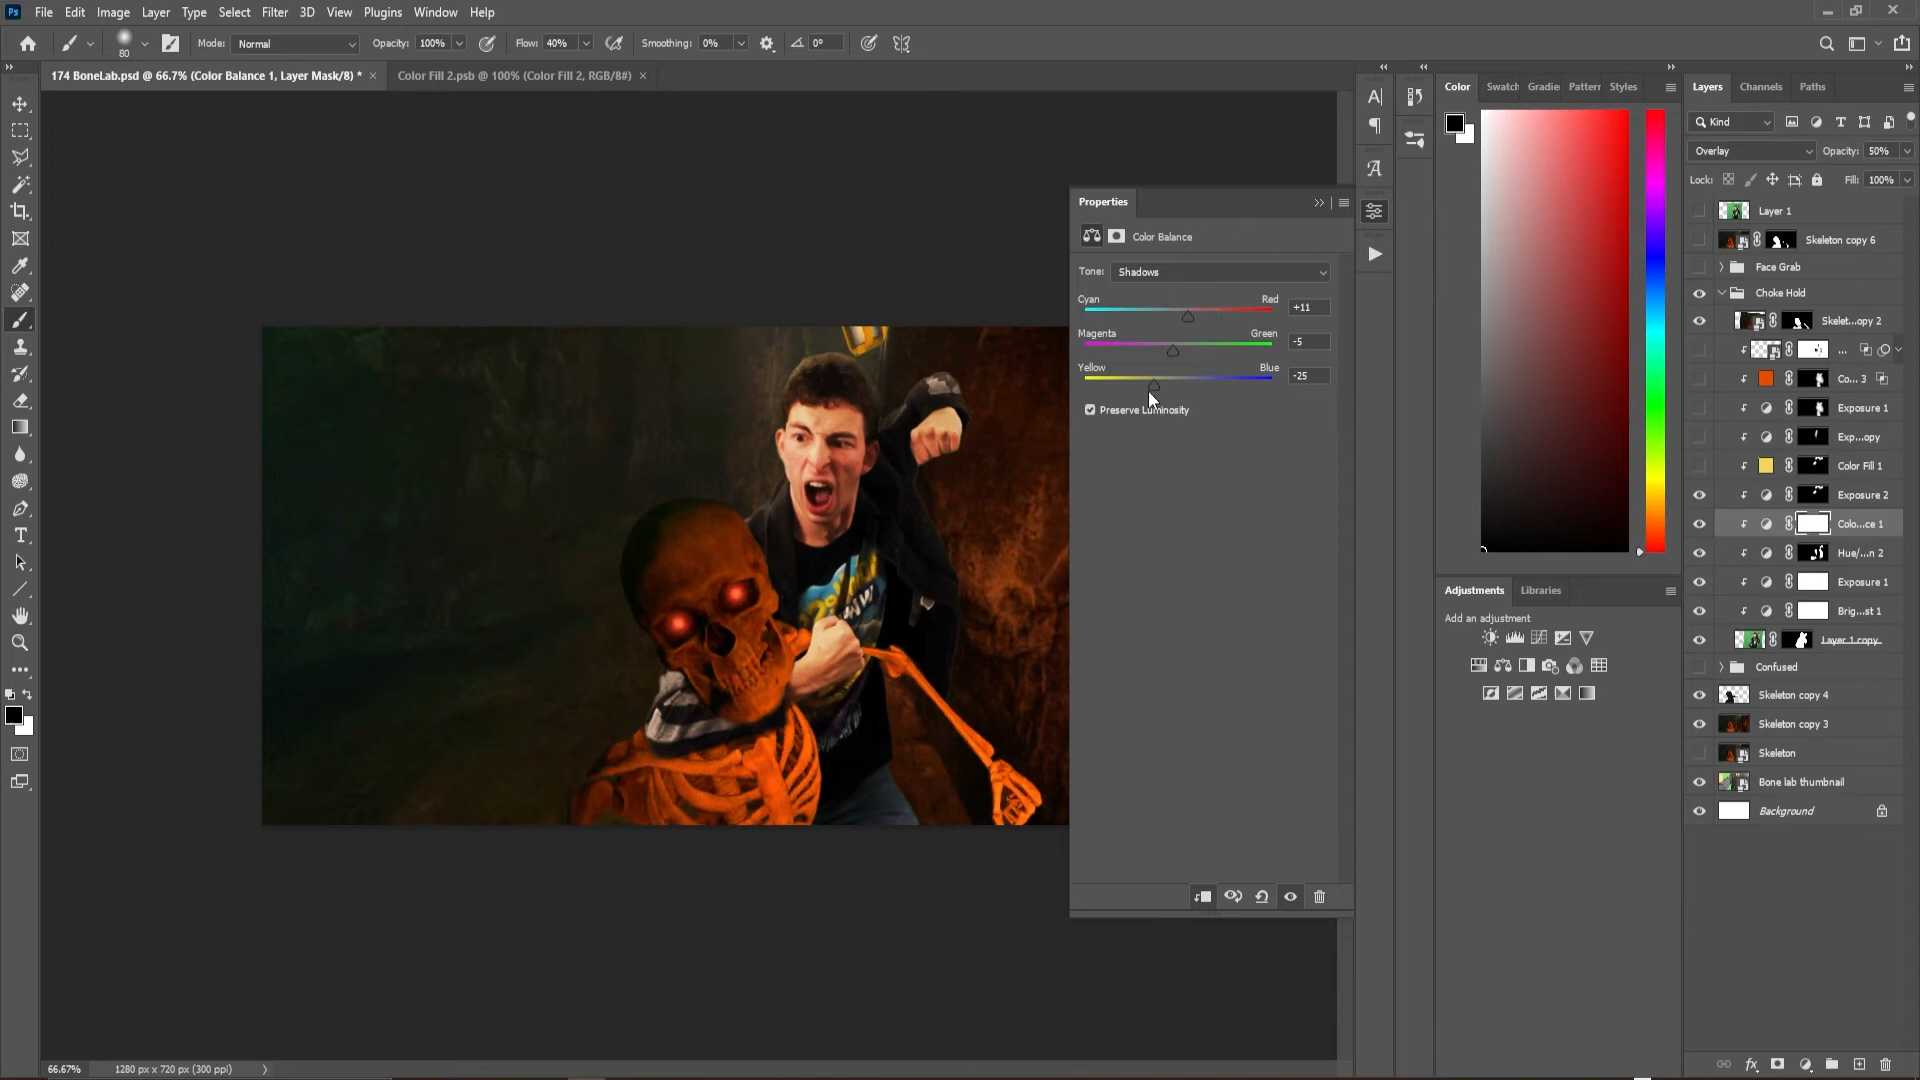 Ps File Edit Image Layer Type Select Filter 3D View Plugins Window Help
80 Mode: Normal Opacity: 100% Flow: 40% Smoothing: 0% 0°
174 BoneLab.psd @ 66.7% (Color Balance 1, Layer Mask/8) * × Color Fill 2.psb @ 100% (Color Fill 2, RGB/8#) ×
Properties
Color Balance
Tone: Shadows
Cyan Red +11
Magenta Green -5
Yellow Blue -25
Preserve Luminosity
Color Swatch Gradie Pattern Styles
Adjustments Libraries
Add an adjustment
Layers Channels Paths
Kind
Overlay Opacity: 50%
Lock: Fill: 100%
Layer 1
Skeleton copy 6
Face Grab
Choke Hold
Skelet...opy 2
...
Co... 3
Exposure 1
Exp...opy
Color Fill 1
Exposure 2
Colo...ce 1
Hue/...n 2
Exposure 1
Brig...st 1
Layer 1 copy
Confused
Skeleton copy 4
Skeleton copy 3
Skeleton
Bone lab thumbnail
Background
66.67% 1280 px x 720 px (300 ppi)